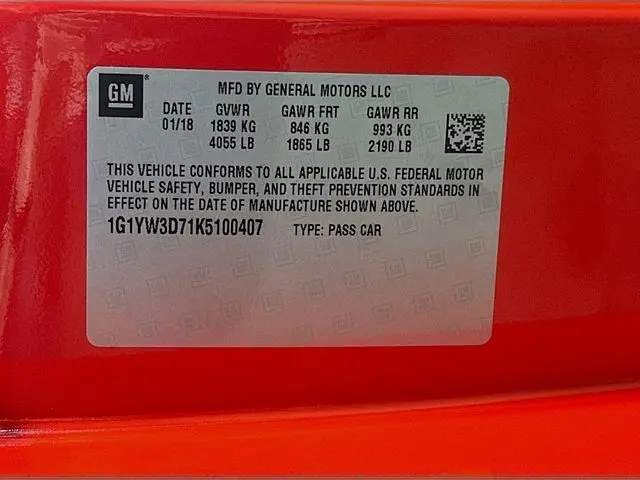 GM®
MFD BY GENERAL MOTORS LLC
DATE GVWR GAWR FRT GAWR RR
01/18 1839 KG 846 KG 993 KG
4055 LB 1865 LB 2190 LB
THIS VEHICLE CONFORMS TO ALL APPLICABLE U.S. FEDERAL MOTOR
VEHICLE SAFETY, BUMPER, AND THEFT PREVENTION STANDARDS IN
EFFECT ON THE DATE OF MANUFACTURE SHOWN ABOVE.
1G1YW3D71K5100407 TYPE: PASS CAR